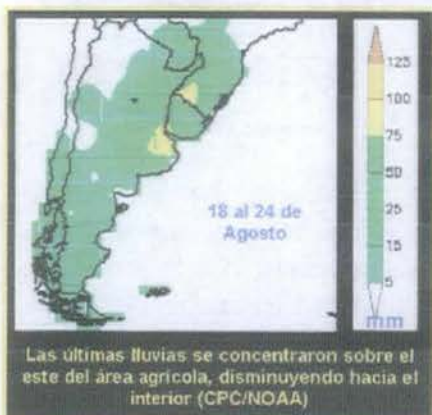 125
100
75
50
25
15
5
mm
18 al 24 de
Agosto
Las últimas lluvias se concentraron sobre el
este del área agrícola, disminuyendo hacia el
interior (CPC/NOAA)